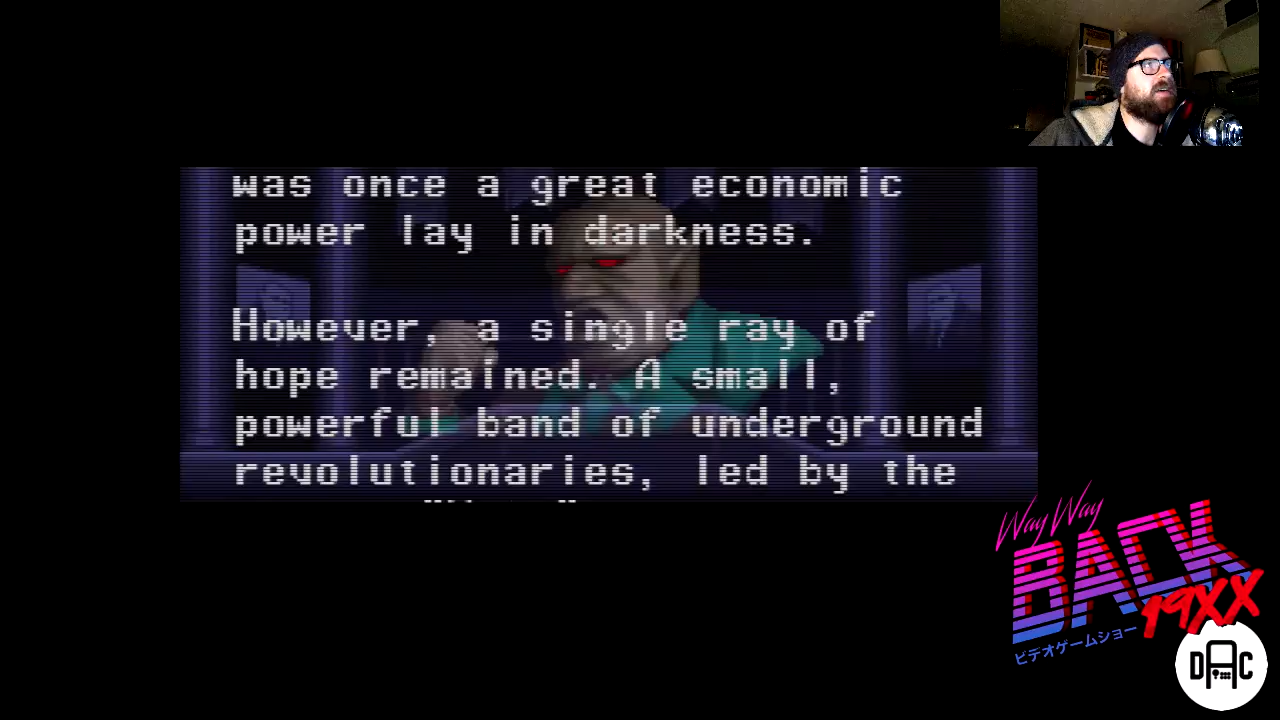 was once a great economic
power lay in darkness.
However, a single ray of
hope remained. A small,
powerful band of underground
revolutionaries, led by the
Way Way
BACK
19XX
ビデオゲームショー
DAC